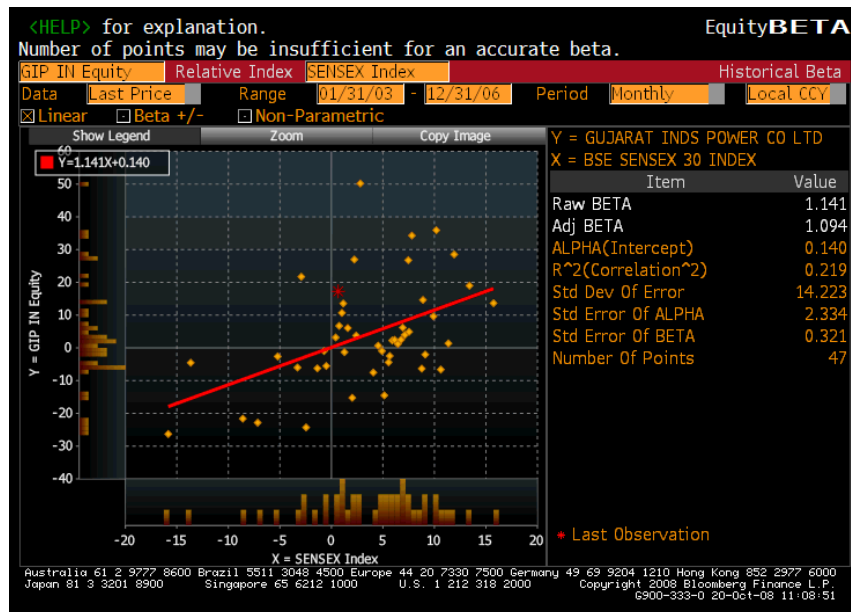 <HELP> for explanation.
EquityBETA
Number of points may be insufficient for an accurate beta.
GIP IN Equity Relative Index SENSEX Index Historical Beta
Data Last Price Range 01/31/03 - 12/31/06 Period Monthly Local CCY
Linear Beta +/- Non-Parametric
Show Legend Zoom Copy Image
Y = GUJARAT INDS POWER CO LTD
X = BSE SENSEX 30 INDEX
Item Value
Raw BETA 1.141
Adj BETA 1.094
ALPHA(Intercept) 0.140
R^2(Correlation^2) 0.219
Std Dev Of Error 14.223
Std Error Of ALPHA 2.334
Std Error Of BETA 0.321
Number Of Points 47
* Last Observation
Y=1.141X+0.140
60
50
40
30
20
10
0
-10
-20
-30
-40
Y = GIP IN Equity
-20 -15 -10 -5 0 5 10 15 20
X = SENSEX Index
Australia 61 2 9777 8600 Brazil 5511 3048 4500 Europe 44 20 7330 7500 Germany 49 69 9204 1210 Hong Kong 852 2977 6000
Japan 81 3 3201 8900 Singapore 65 6212 1000 U.S. 1 212 318 2000 Copyright 2008 Bloomberg Finance L.P.
G900-333-0 20-Oct-08 11:08:51